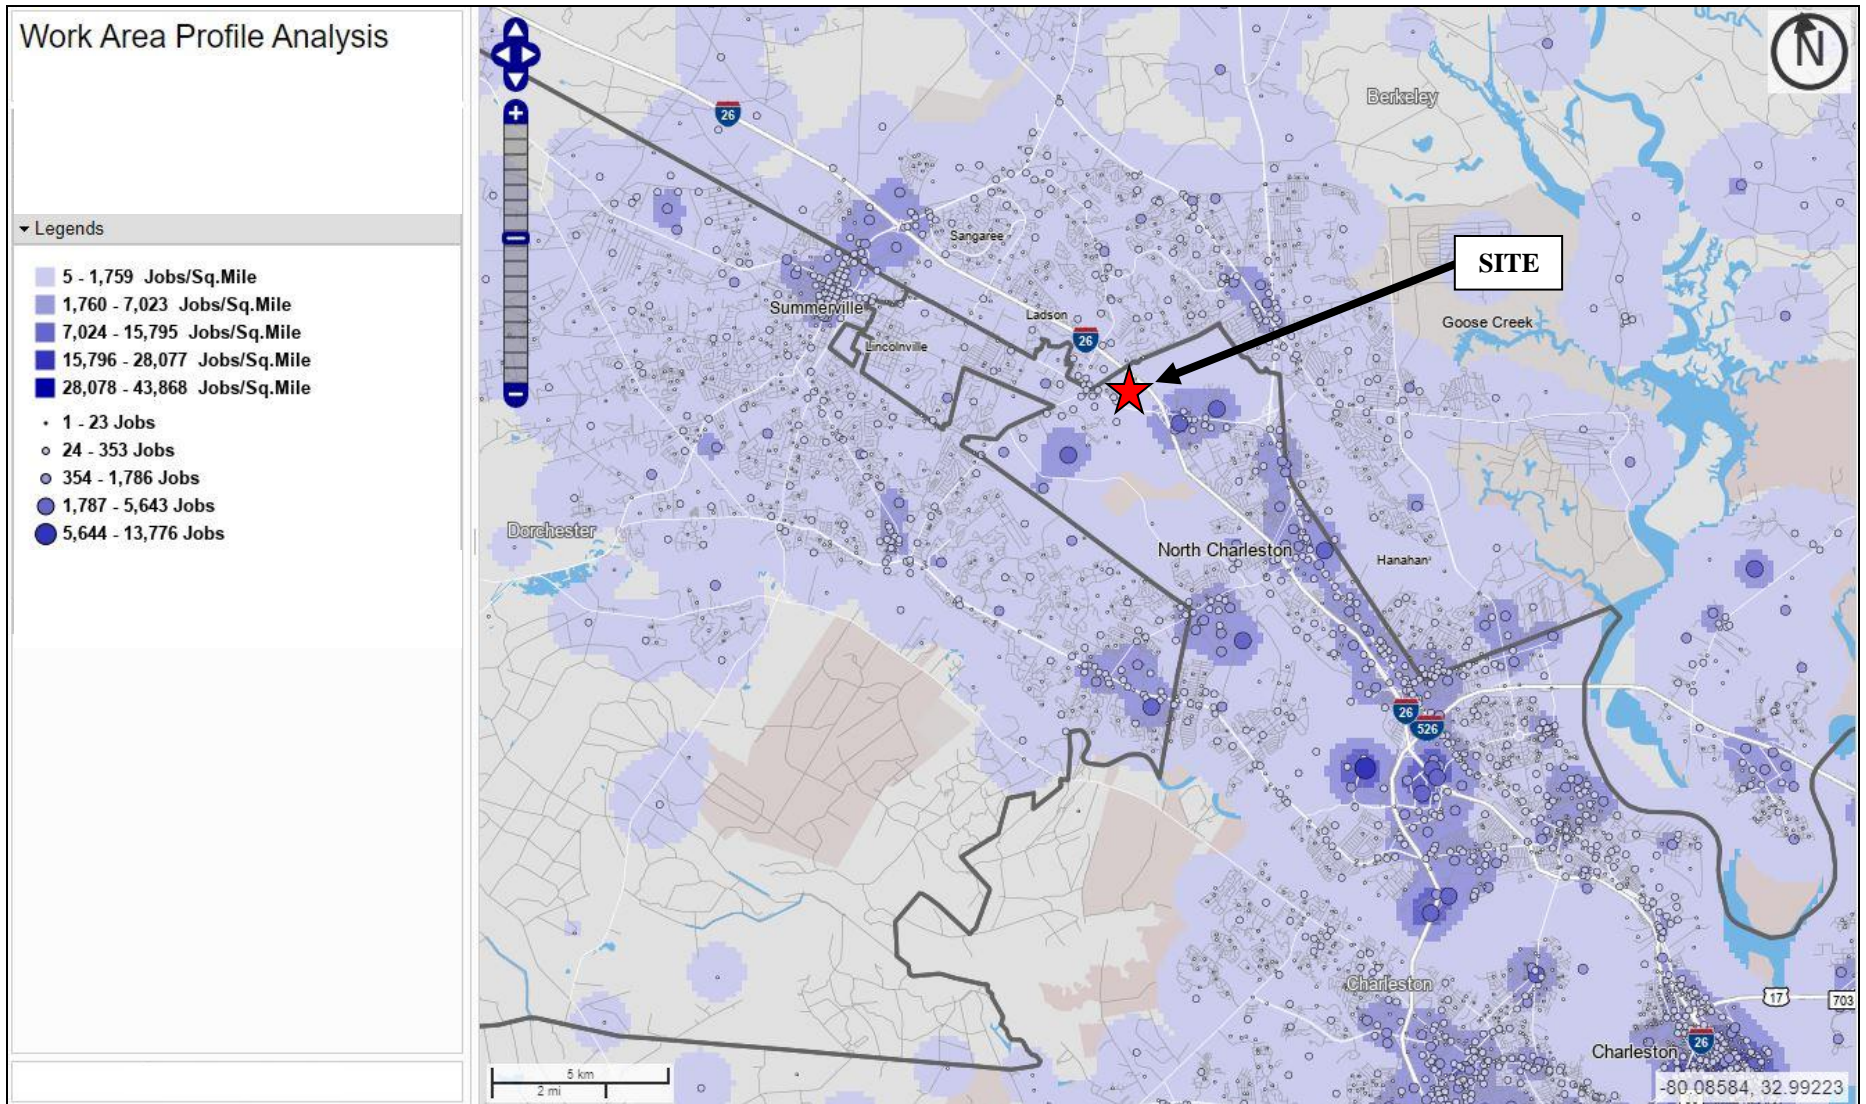 Work Area Profile Analysis
Legends
5 - 1,759 Jobs/Sq.Mile
1,760 - 7,023 Jobs/Sq.Mile
7,024 - 15,795 Jobs/Sq.Mile
15,796 - 28,077 Jobs/Sq.Mile
28,078 - 43,868 Jobs/Sq.Mile
1 - 23 Jobs
24 - 353 Jobs
354 - 1,786 Jobs
1,787 - 5,643 Jobs
5,644 - 13,776 Jobs
N
26
Berkeley
Sangaree
SITE
Summerville
Ladson
Goose Creek
26
Lincolnville
Dorchester
North Charleston
Hanahan
26
526
Charleston
17
703
26
Charleston
5 km
2 mi
-80.08584, 32.99223